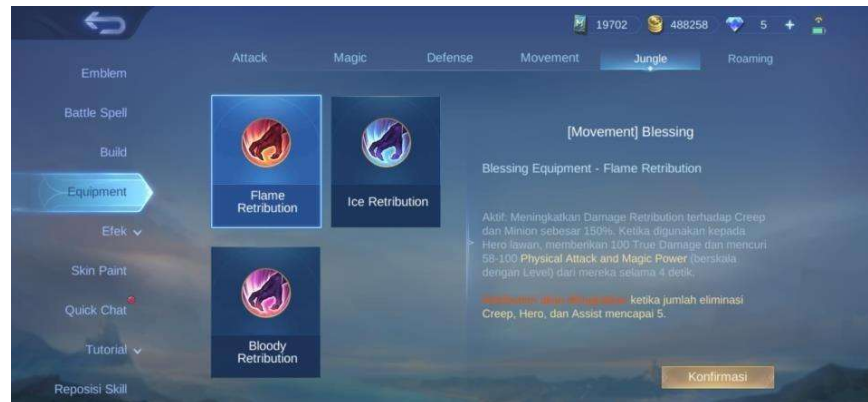 19702
488258
5
+
Emblem
Battle Spell
Build
Equipment
Efek
Skin Paint
Quick Chat
Tutorial
Reposisi Skill
Attack
Magic
Defense
Movement
Jungle
Roaming
Flame
Retribution
Ice Retribution
Bloody
Retribution
[Movement] Blessing
Blessing Equipment - Flame Retribution
Aktif: Meningkatkan Damage Retribution terhadap Creep
dan Minion sebesar 150%. Ketika digunakan kepada
Hero lawan, memberikan 100 True Damage dan mencuri
58-100 Physical Attack and Magic Power (berskala
dengan Level) dari mereka selama 4 detik.
ketika jumlah eliminasi
Creep, Hero, dan Assist mencapai 5.
Konfirmasi